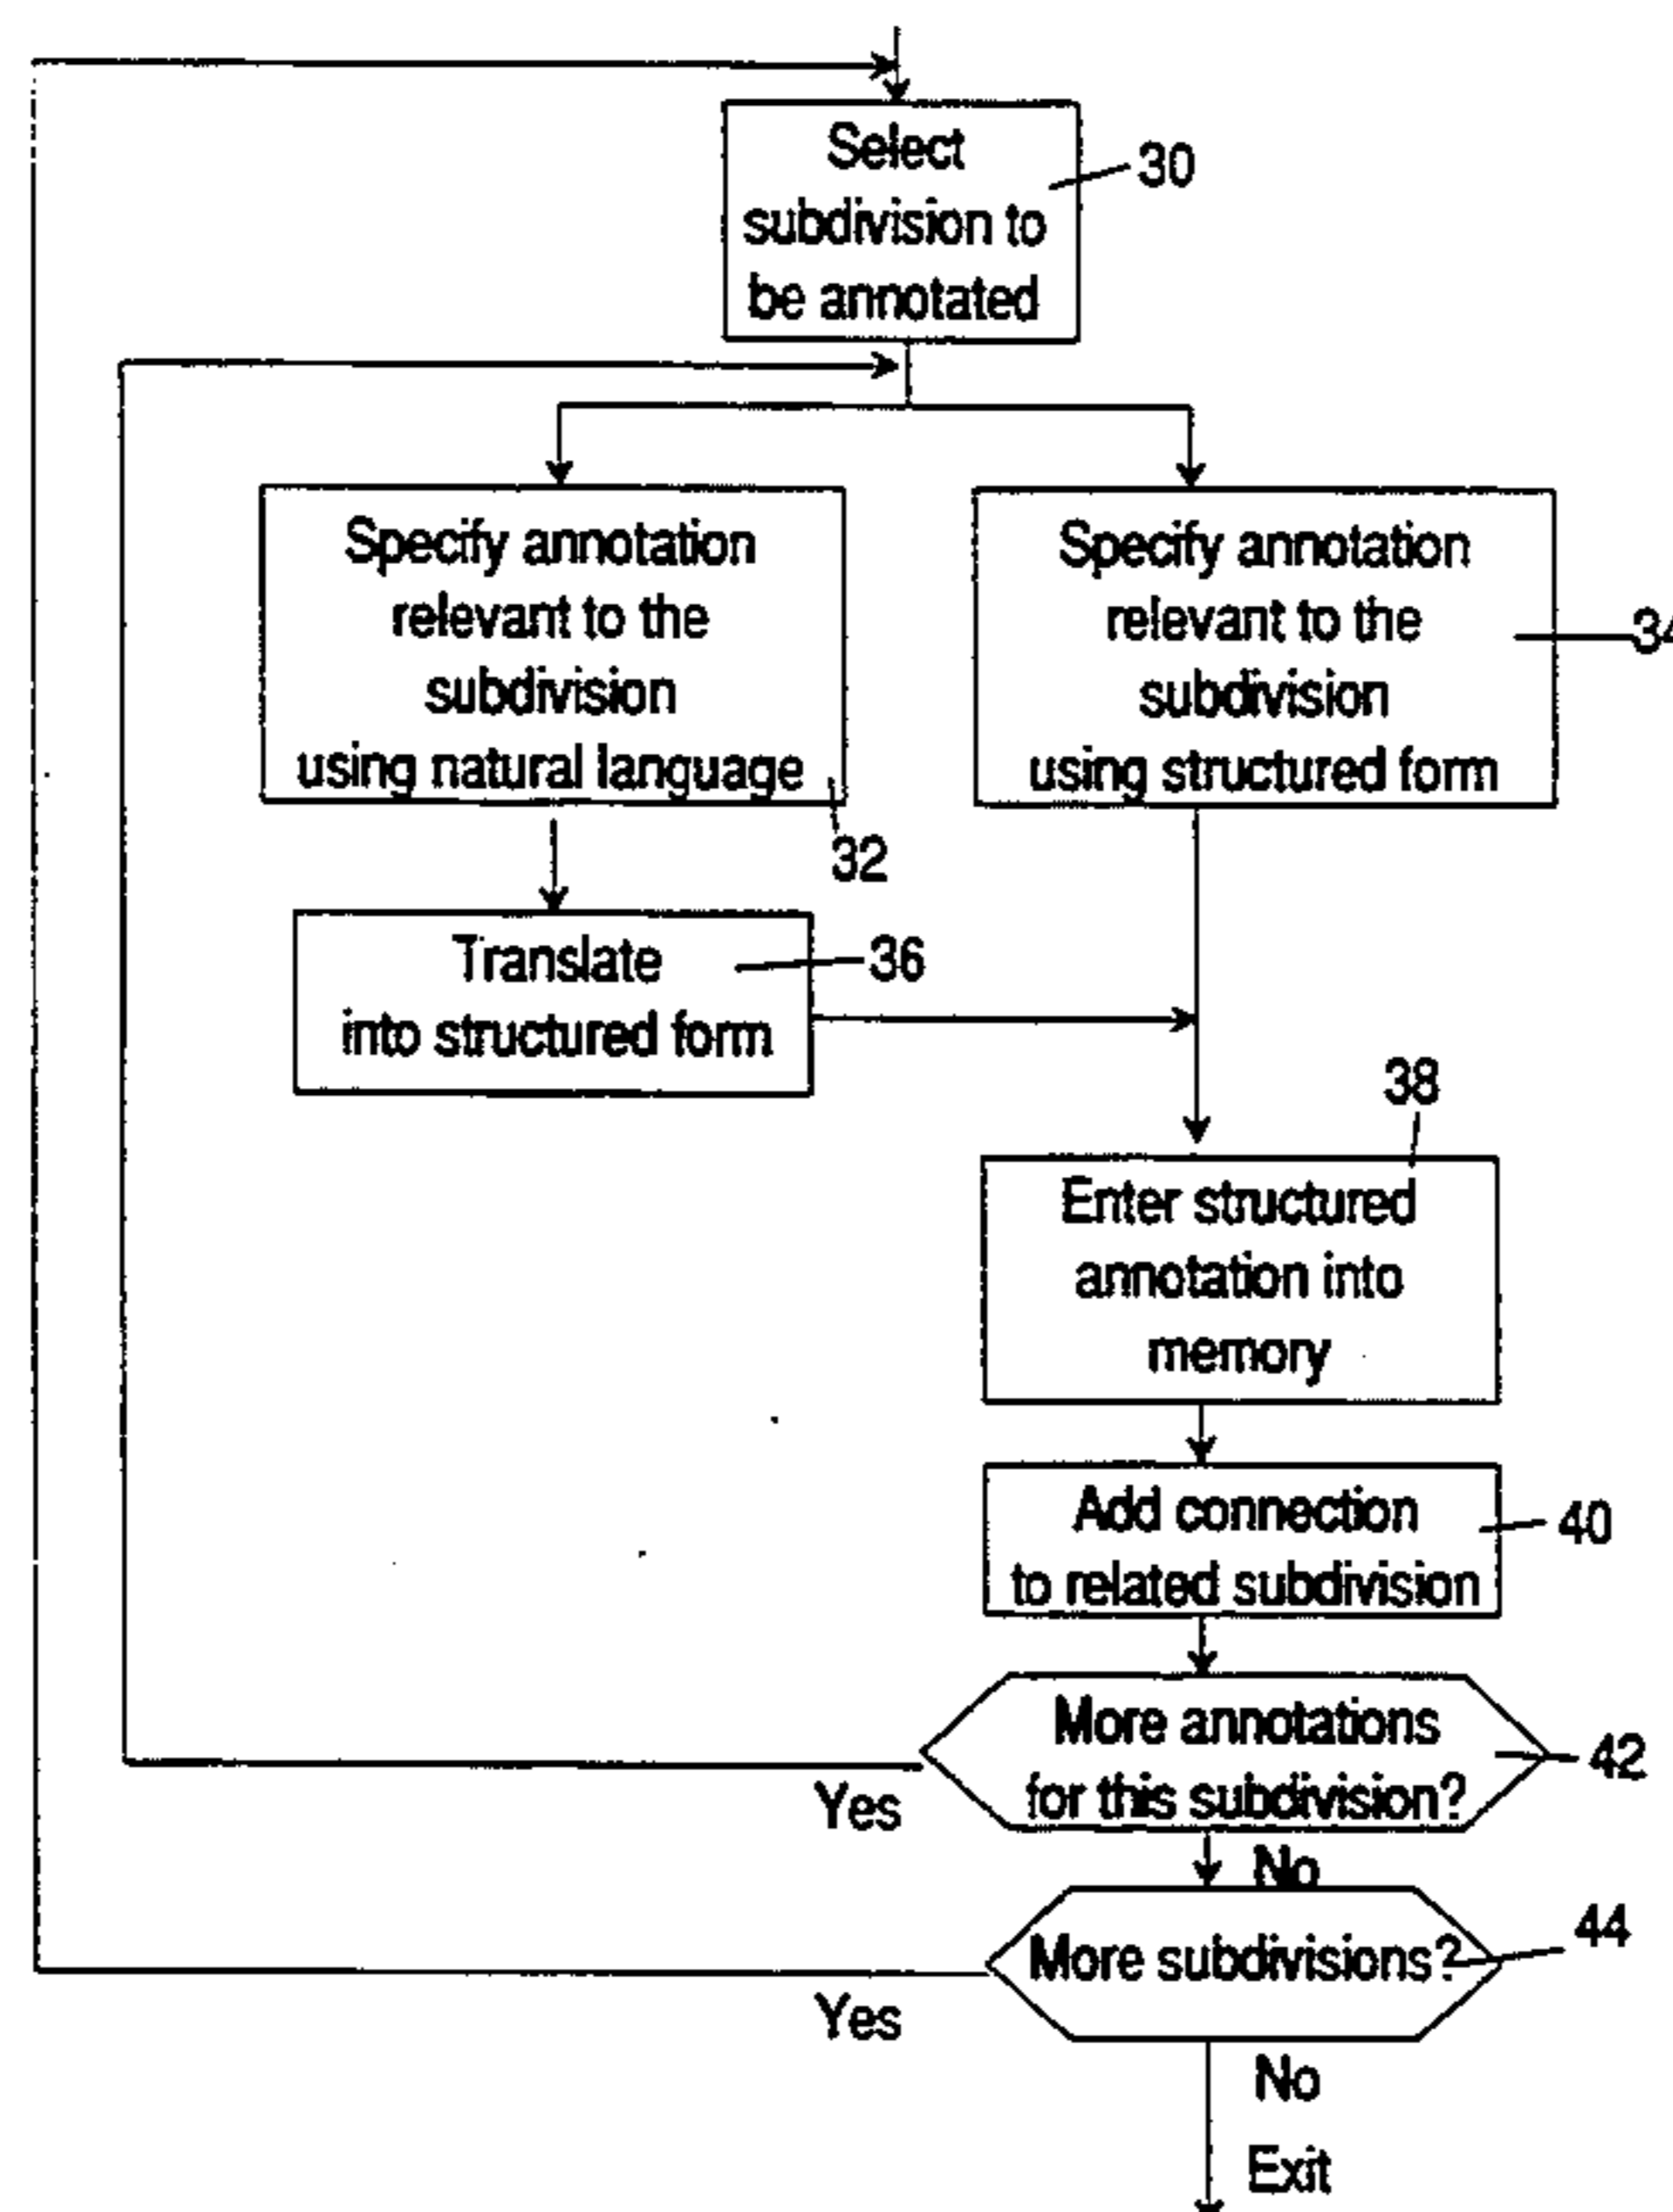 Select
subdivision to
be annotated
30
Specify annotation
relevant to the
subdivision
using natural language
32
Specify annotation
relevant to the
subdivision
using structured form
34
Translate
into structured form
36
38
Enter structured
annotation into
memory
Add connection
to related subdivision
40
More annotations
for this subdivision?
42
Yes
No
More subdivisions?
44
Yes
No
Exit